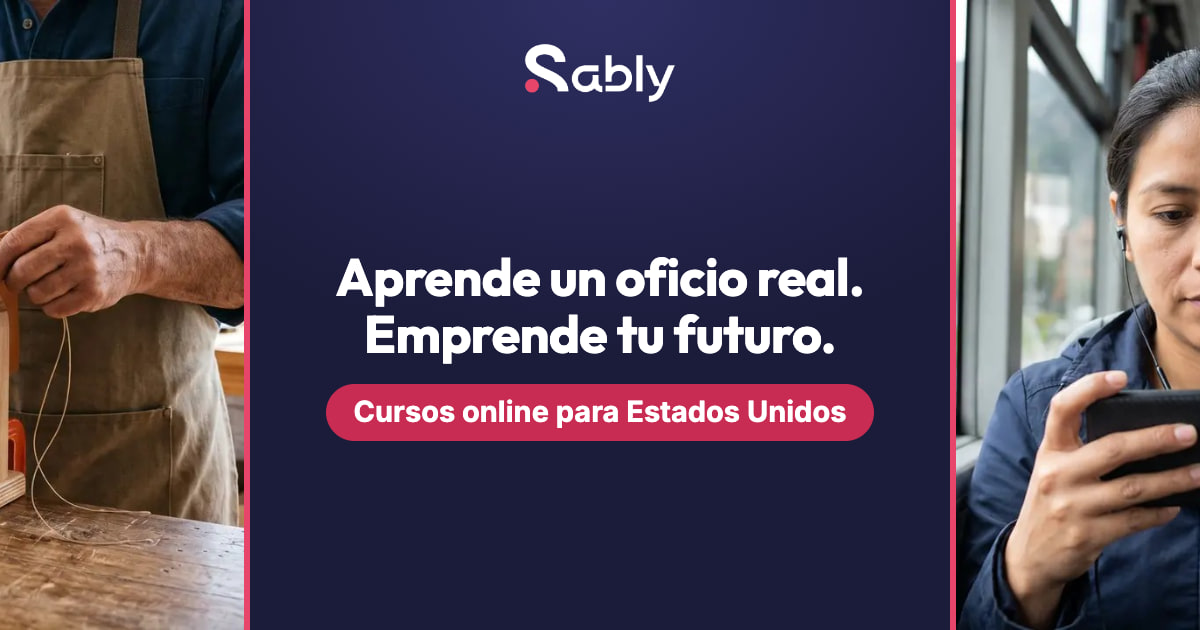 Sably
Aprende un oficio real.
Emprende tu futuro.
Cursos online para Estados Unidos